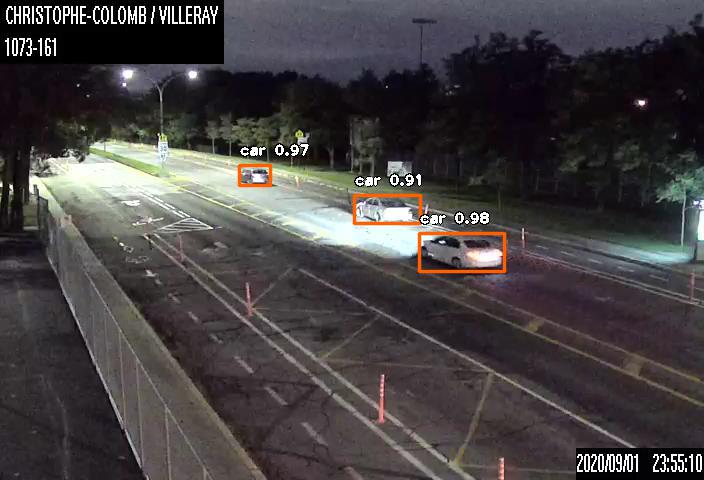 CHRISTOPHE-COLOMB / VILLERAY
1073-161
car 0.97
car 0.91
car 0.98
2020/09/01 23:55:10